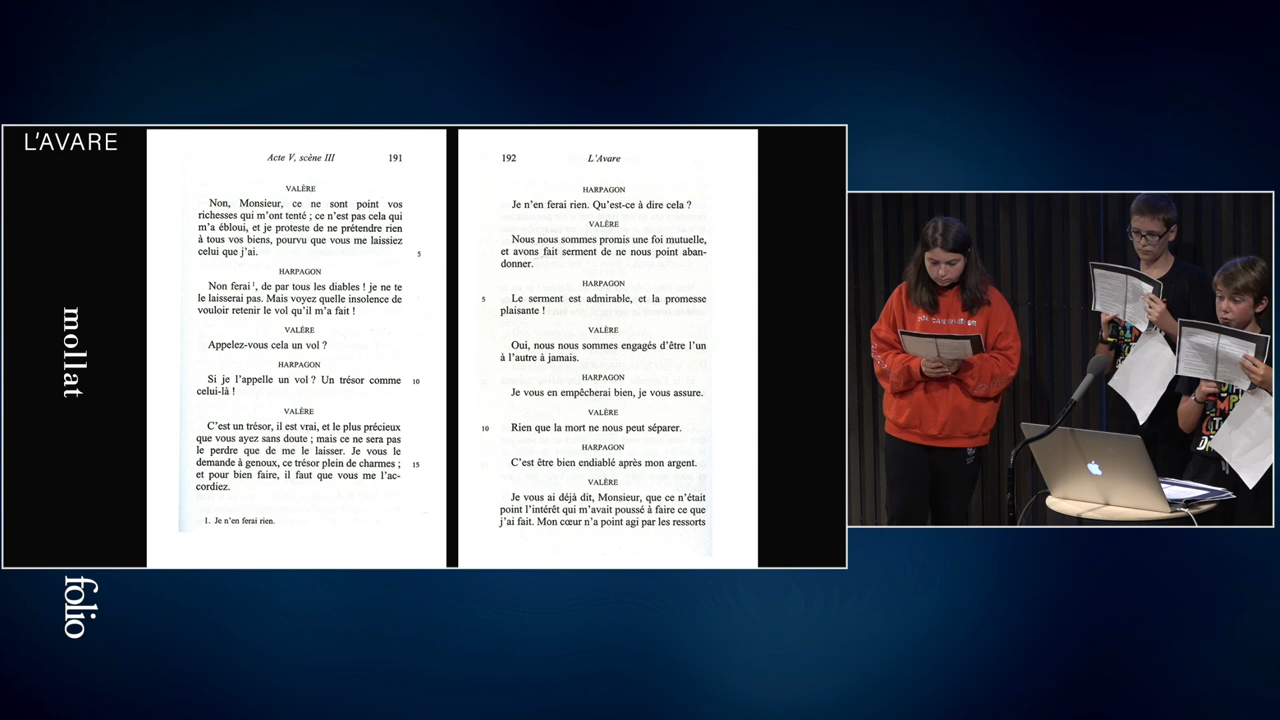 L'AVARE
mollat
folio
Acte V, scène III 191
VALÈRE
Non, Monsieur, ce ne sont point vos
richesses qui m'ont tenté ; ce n'est pas cela qui
m'a ébloui, et je proteste de ne prétendre rien
à tous vos biens, pourvu que vous me laissiez
celui que j'ai. 5
HARPAGON
Non ferai¹, de par tous les diables ! je ne te
le laisserai pas. Mais voyez quelle insolence de
vouloir retenir le vol qu'il m'a fait !
VALÈRE
Appelez-vous cela un vol ?
HARPAGON
Si je l'appelle un vol ? Un trésor comme 10
celui-là !
VALÈRE
C'est un trésor, il est vrai, et le plus précieux
que vous ayez sans doute ; mais ce ne sera pas
le perdre que de me le laisser. Je vous le
demande à genoux, ce trésor plein de charmes ; 15
et pour bien faire, il faut que vous me l'ac-
cordiez.
1. Je n'en ferai rien.
192 L'Avare
HARPAGON
Je n'en ferai rien. Qu'est-ce à dire cela ?
VALÈRE
Nous nous sommes promis une foi mutuelle,
et avons fait serment de ne nous point aban-
donner.
HARPAGON
5 Le serment est admirable, et la promesse
plaisante !
VALÈRE
Oui, nous nous sommes engagés d'être l'un
à l'autre à jamais.
HARPAGON
Je vous en empêcherai bien, je vous assure.
VALÈRE
10 Rien que la mort ne nous peut séparer.
HARPAGON
C'est être bien endiablé après mon argent.
VALÈRE
Je vous ai déjà dit, Monsieur, que ce n'était
point l'intérêt qui m'avait poussé à faire ce que
j'ai fait. Mon cœur n'a point agi par les ressorts